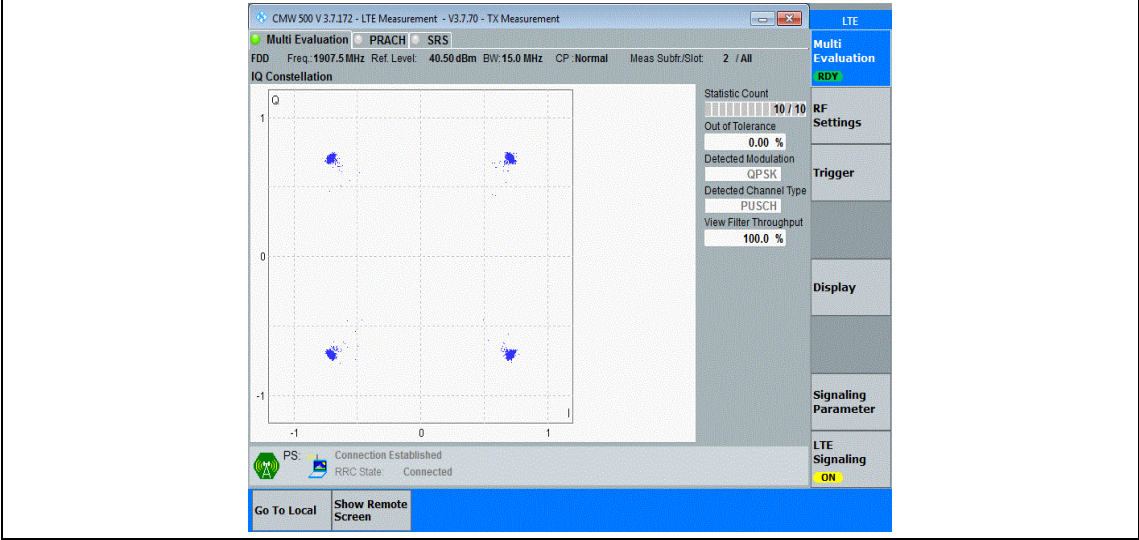 CMW 500 V 3.7.172 - LTE Measurement - V3.7.70 - TX Measurement
LTE
Multi Evaluation PRACH SRS
FDD Freq.:1907.5 MHz Ref. Level: 40.50 dBm BW:15.0 MHz CP :Normal Meas Subfr./Slot: 2 / All
IQ Constellation
Q
1
0
-1
-1 0 1
I
Statistic Count
10 / 10
Out of Tolerance
0.00 %
Detected Modulation
QPSK
Detected Channel Type
PUSCH
View Filter Throughput
100.0 %
Multi
Evaluation
RDY
RF
Settings
Trigger
Display
Signaling
Parameter
LTE
Signaling
ON
PS: Connection Established
RRC State: Connected
Go To Local
Show Remote
Screen